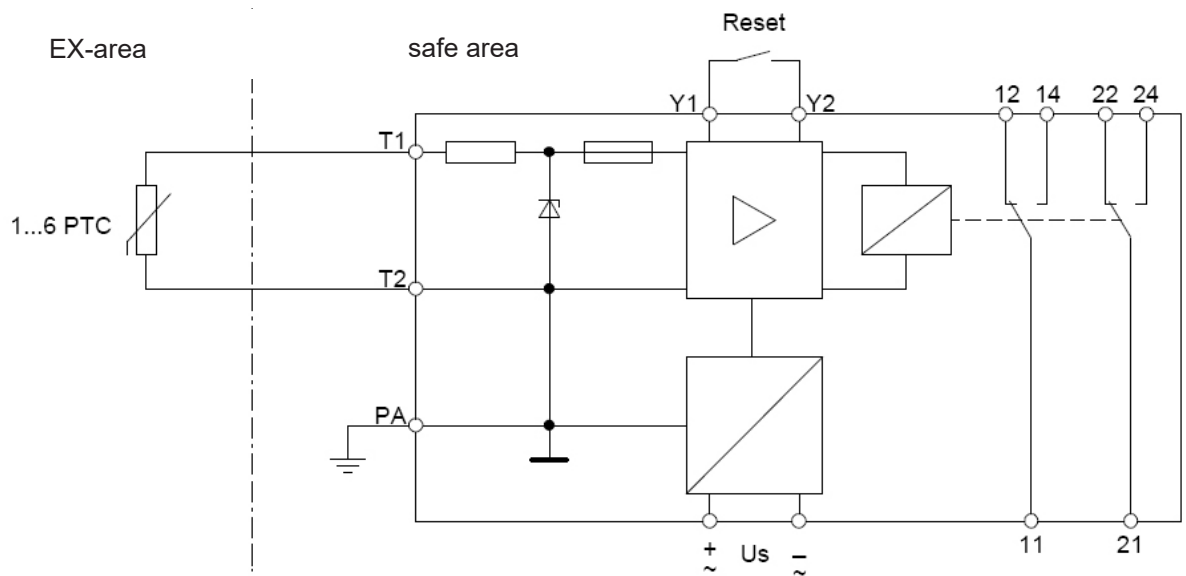 Reset
EX-area
safe area
Y1
Y2
12
14
22
24
T1
1...6 PTC
T2
PA
+
~
Us
–
~
11
21